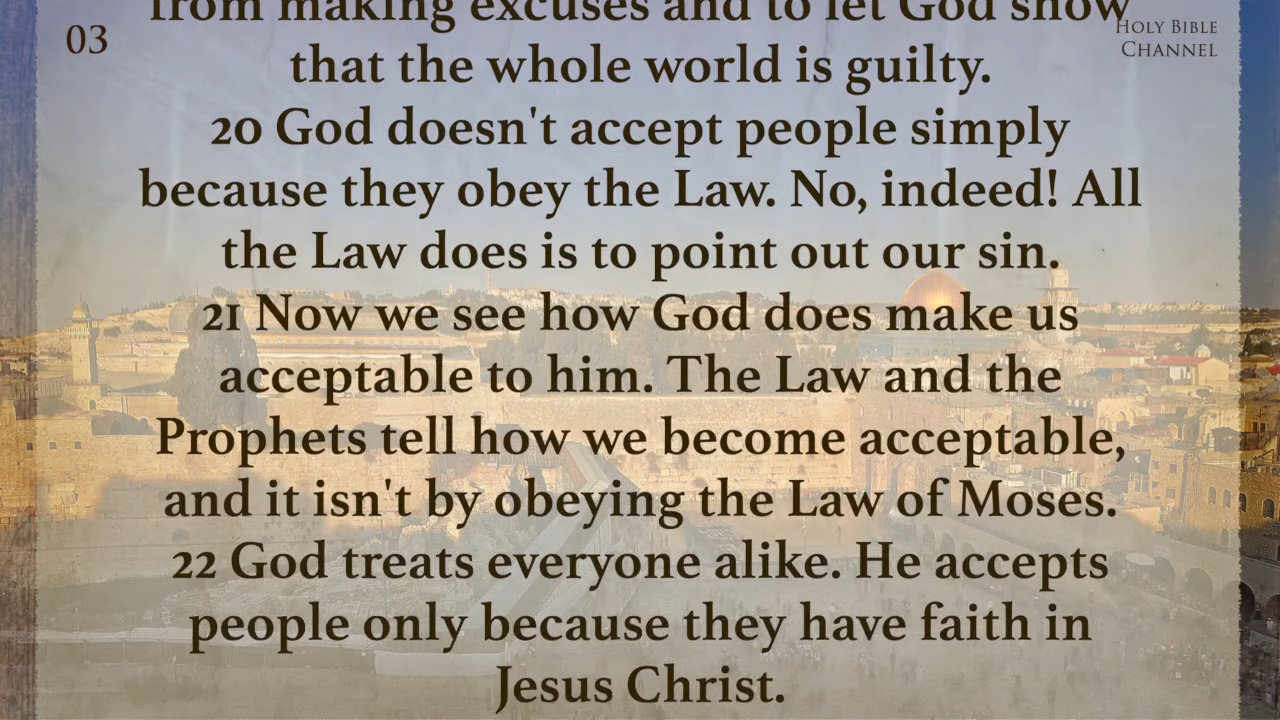 from making excuses and to let God show
03
HOLY BIBLE
CHANNEL
that the whole world is guilty.
20 God doesn't accept people simply
because they obey the Law. No, indeed! All
the Law does is to point out our sin.
21 Now we see how God does make us
acceptable to him. The Law and the
Prophets tell how we become acceptable,
and it isn't by obeying the Law of Moses.
22 God treats everyone alike. He accepts
people only because they have faith in
Jesus Christ.